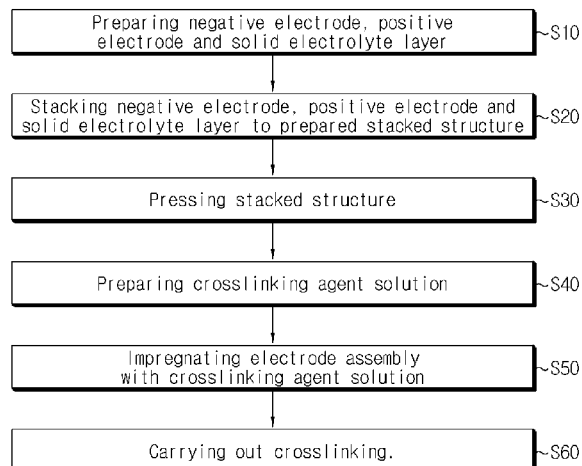 Preparing negative electrode, positive
electrode and solid electrolyte layer
~S10
Stacking negative electrode, positive electrode and
solid electrolyte layer to prepared stacked structure
~S20
Pressing stacked structure
~S30
Preparing crosslinking agent solution
~S40
Impregnating electrode assembly
with crosslinking agent solution
~S50
Carrying out crosslinking.
~S60